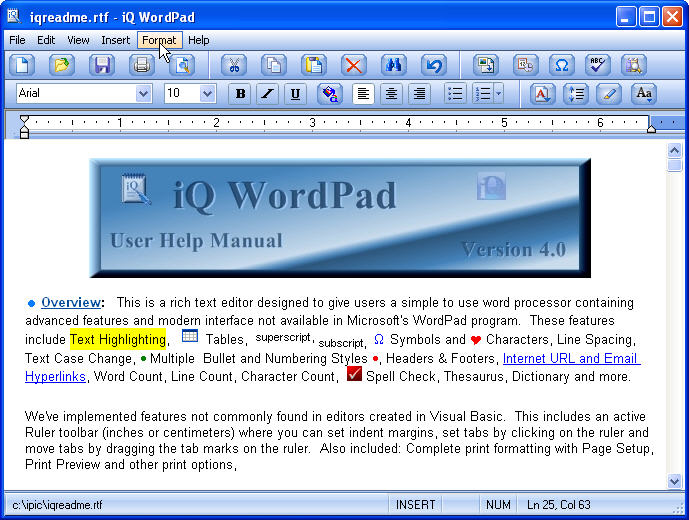 iqreadme.rtf - iQ WordPad
File Edit View Insert Format Help
Arial 10 B I U Aa
1 2 3 4 5 6
iQ WordPad
User Help Manual
Version 4.0
Overview: This is a rich text editor designed to give users a simple to use word processor containing
advanced features and modern interface not available in Microsoft's WordPad program. These features
include Text Highlighting, Tables, superscript, subscript, Ω Symbols and ♥ Characters, Line Spacing,
Text Case Change, • Multiple Bullet and Numbering Styles •, Headers & Footers, Internet URL and Email
Hyperlinks, Word Count, Line Count, Character Count, Spell Check, Thesaurus, Dictionary and more.
We've implemented features not commonly found in editors created in Visual Basic. This includes an active
Ruler toolbar (inches or centimeters) where you can set indent margins, set tabs by clicking on the ruler and
move tabs by dragging the tab marks on the ruler. Also included: Complete print formatting with Page Setup,
Print Preview and other print options,
c:\ipic\iqreadme.rtf INSERT NUM Ln 25, Col 63